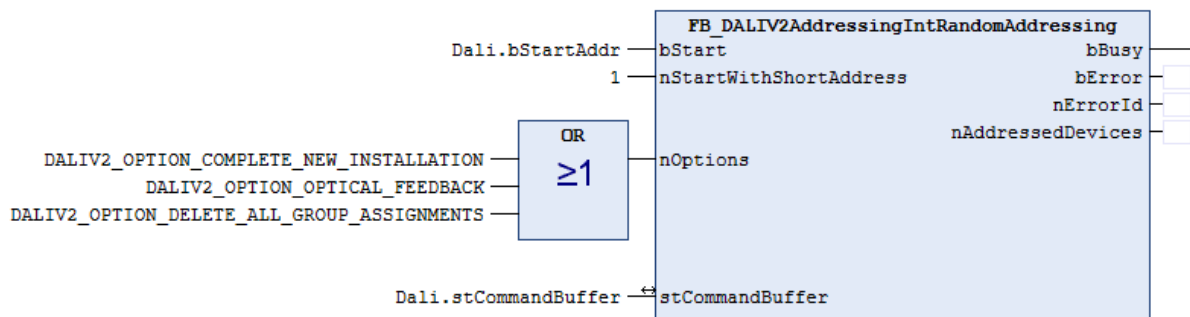 FB_DALIV2AddressingIntRandomAddressing
Dali.bStartAddr bStart bBusy
1 nStartWithShortAddress bError
nErrorId
OR nAddressedDevices
DALIV2_OPTION_COMPLETE_NEW_INSTALLATION ≥1 nOptions
DALIV2_OPTION_OPTICAL_FEEDBACK
DALIV2_OPTION_DELETE_ALL_GROUP_ASSIGNMENTS
Dali.stCommandBuffer stCommandBuffer